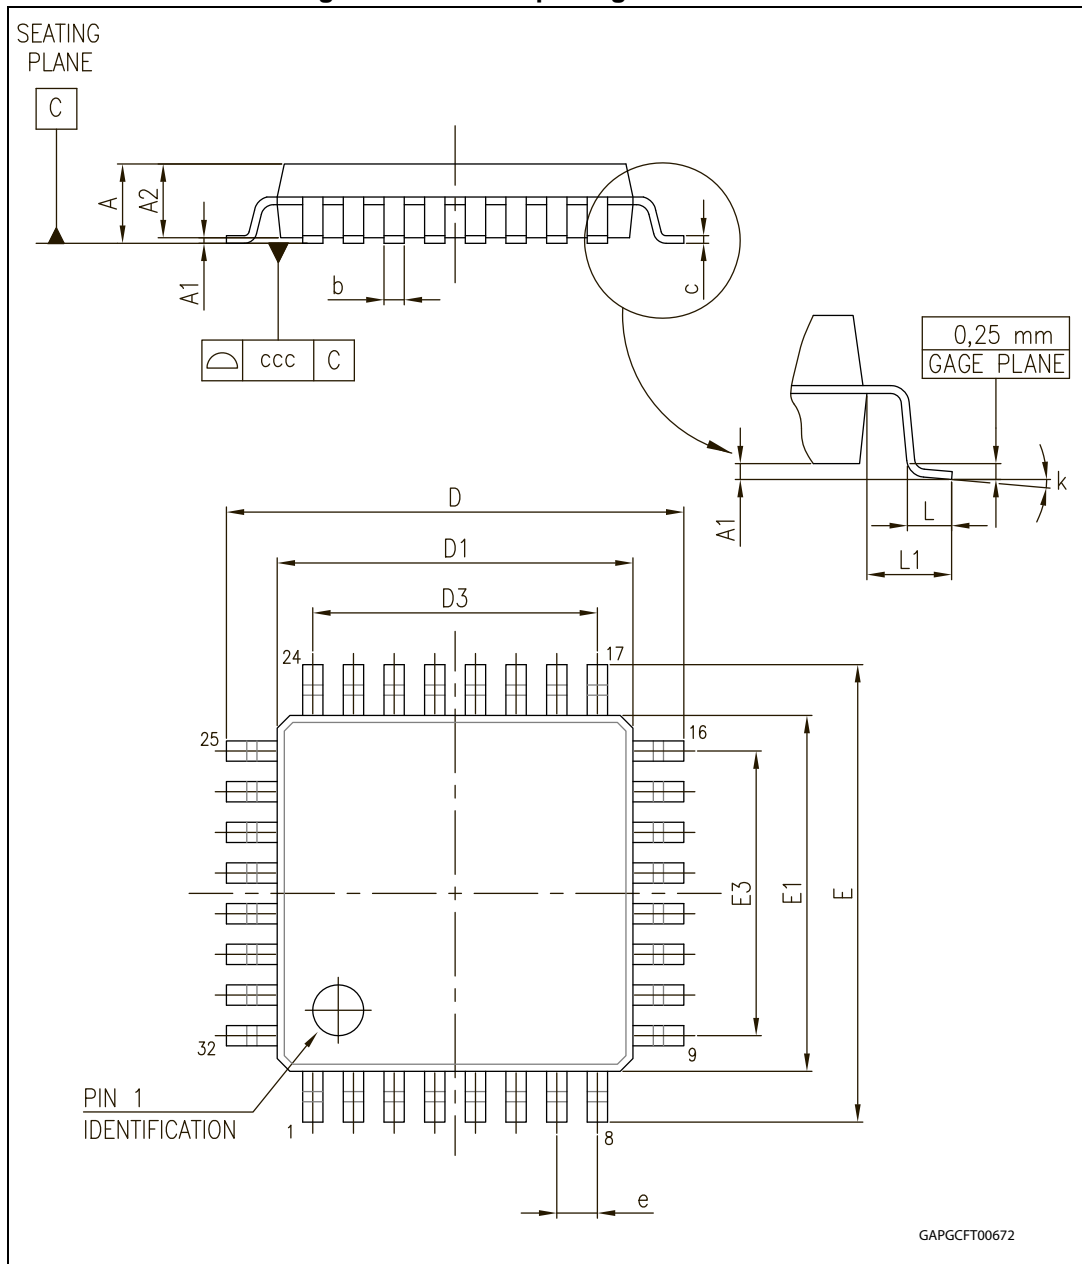 SEATING
PLANE
C
A
A2
A1
b
c
ccc C
0,25 mm
GAGE PLANE
k
A1
L
L1
D
D1
D3
24
17
25
16
E3
E1
E
32
9
PIN 1
IDENTIFICATION
1
8
e
GAPGCFT00672